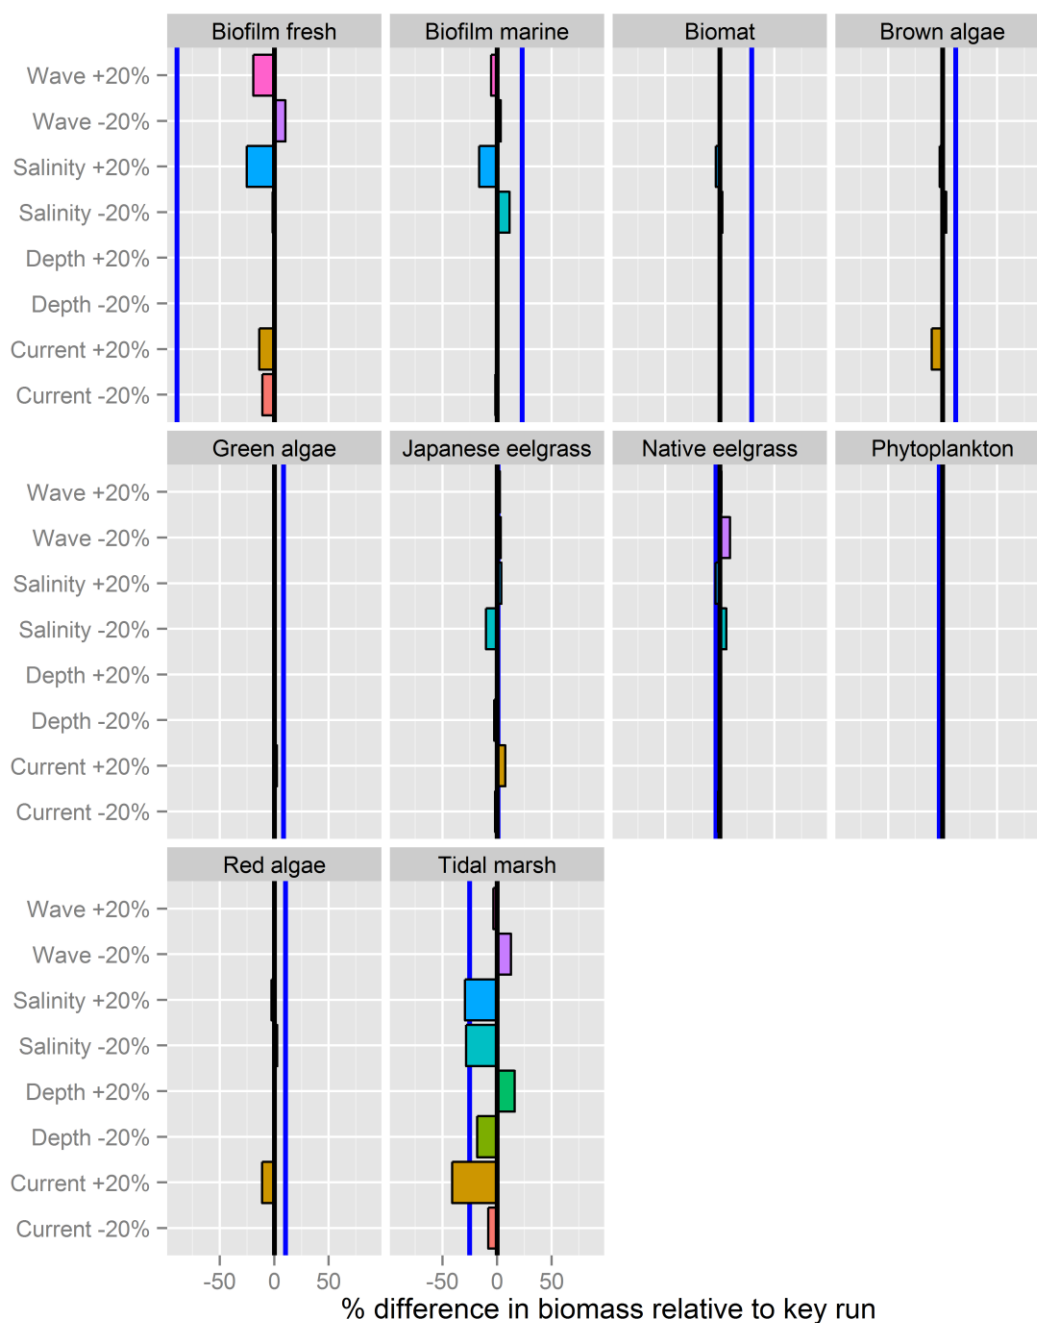 Biofilm fresh Biofilm marine Biomat Brown algae
Wave +20%
Wave -20%
Salinity +20%
Salinity -20%
Depth +20%
Depth -20%
Current +20%
Current -20%
Green algae Japanese eelgrass Native eelgrass Phytoplankton
Wave +20%
Wave -20%
Salinity +20%
Salinity -20%
Depth +20%
Depth -20%
Current +20%
Current -20%
Red algae Tidal marsh
Wave +20%
Wave -20%
Salinity +20%
Salinity -20%
Depth +20%
Depth -20%
Current +20%
Current -20%
-50 0 50 -50 0 50
% difference in biomass relative to key run